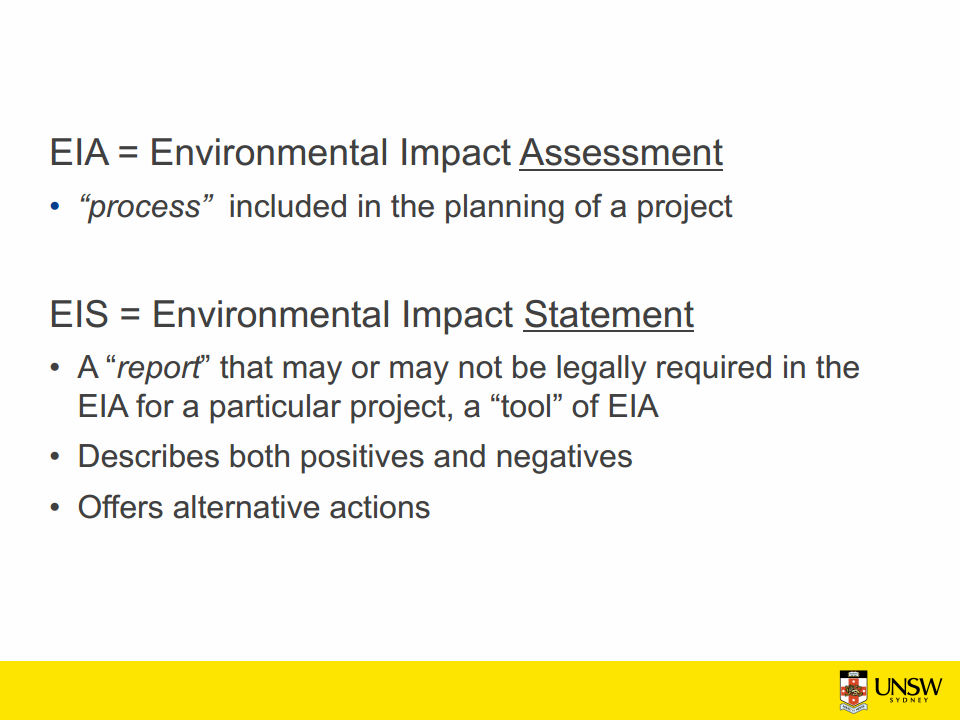 EIA = Environmental Impact Assessment
• “process” included in the planning of a project
EIS = Environmental Impact Statement
• A “report” that may or may not be legally required in the
EIA for a particular project, a “tool” of EIA
• Describes both positives and negatives
• Offers alternative actions
UNSW
SYDNEY